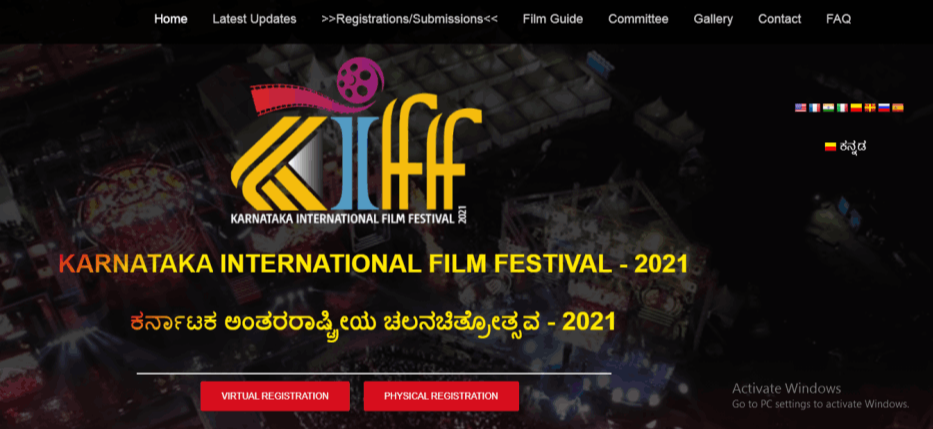 Home Latest Updates >>Registrations/Submissions<< Film Guide Committee Gallery Contact FAQ
KIFF
KARNATAKA INTERNATIONAL FILM FESTIVAL 2021
ಕನ್ನಡ
KARNATAKA INTERNATIONAL FILM FESTIVAL - 2021
ಕರ್ನಾಟಕ ಅಂತರರಾಷ್ಟ್ರೀಯ ಚಲನಚಿತ್ರೋತ್ಸವ - 2021
VIRTUAL REGISTRATION PHYSICAL REGISTRATION
Activate Windows
Go to PC settings to activate Windows.